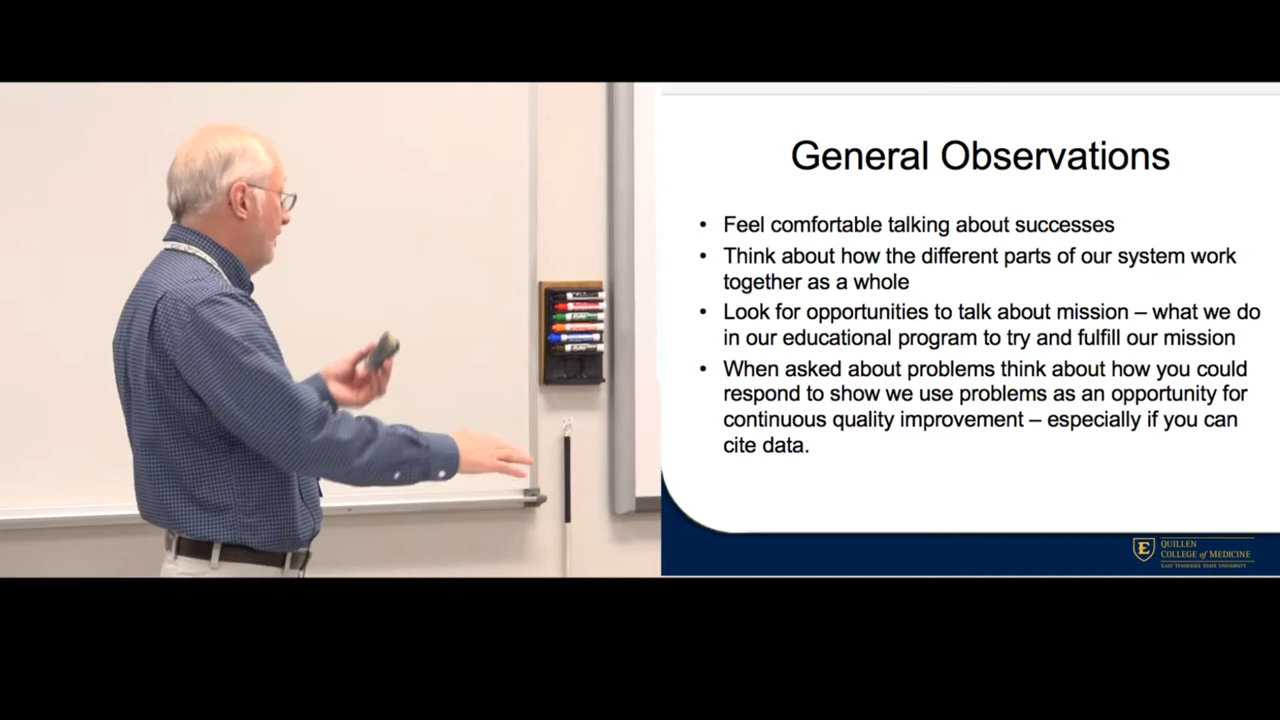 General Observations
• Feel comfortable talking about successes
• Think about how the different parts of our system work
together as a whole
• Look for opportunities to talk about mission – what we do
in our educational program to try and fulfill our mission
• When asked about problems think about how you could
respond to show we use problems as an opportunity for
continuous quality improvement – especially if you can
cite data.
E
QUILLEN
COLLEGE of MEDICINE
EAST TENNESSEE STATE UNIVERSITY